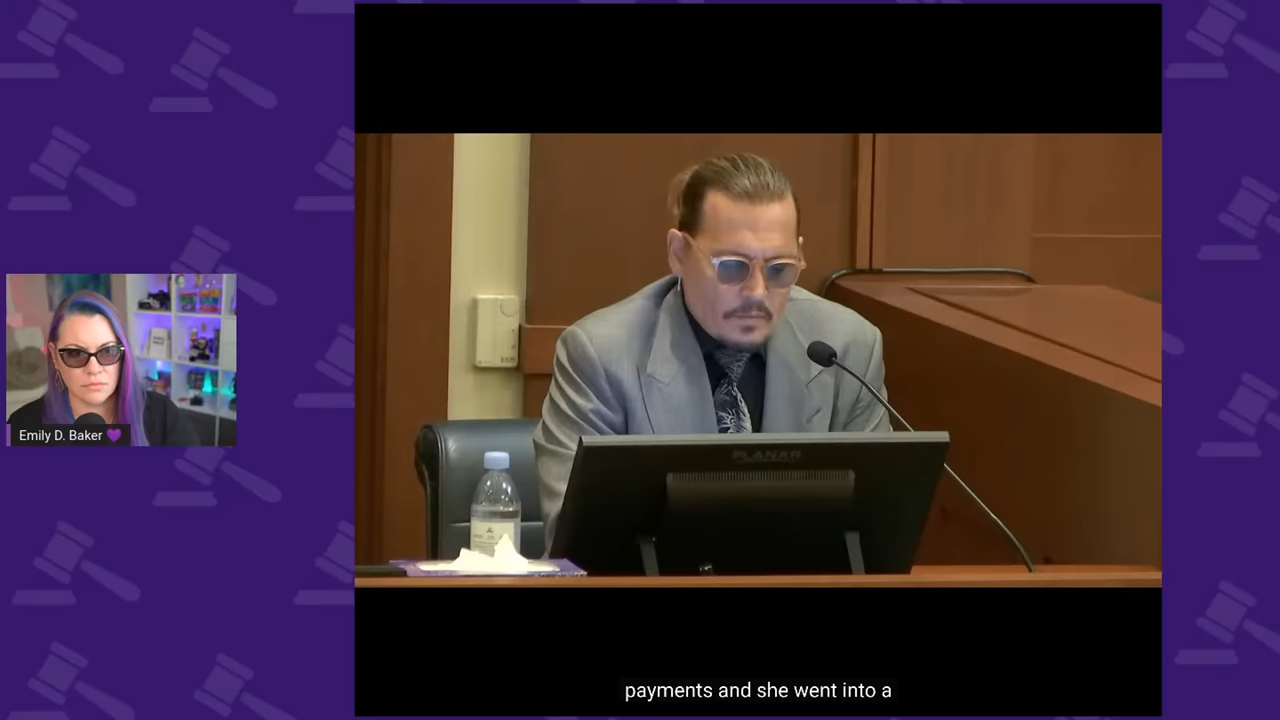 PLANAR
Emily D. Baker 💜
payments and she went into a